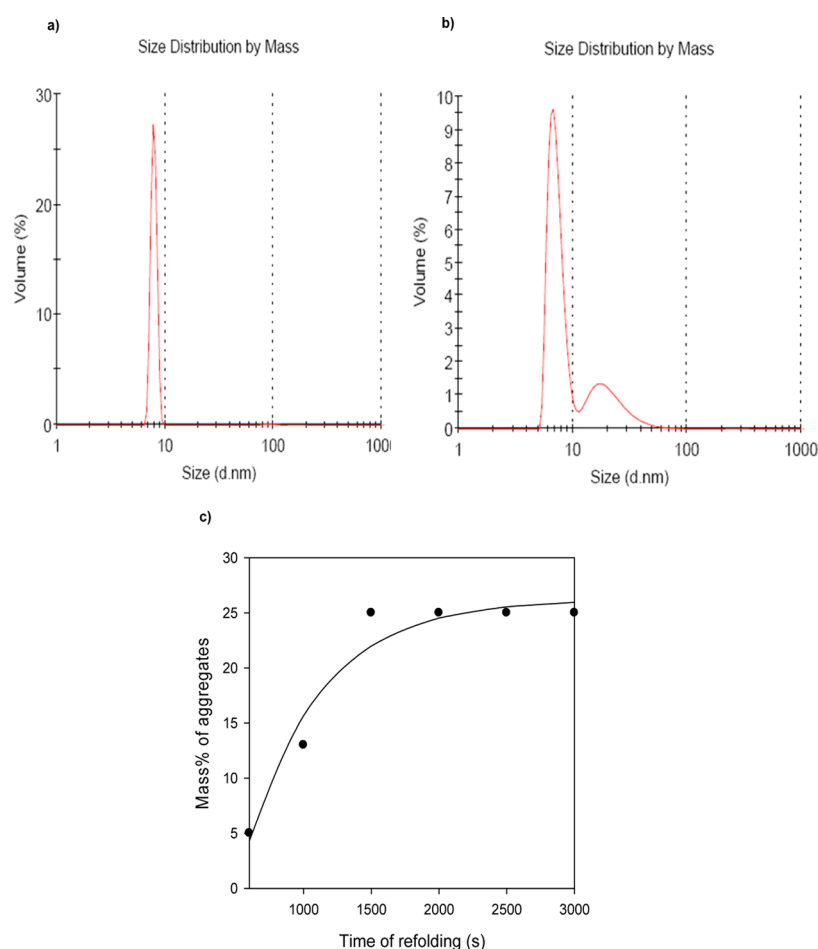 a)
Size Distribution by Mass
30
20
10
0
Volume (%)
1 10 100 100
Size (d.nm)
b)
Size Distribution by Mass
10
9
8
7
6
5
4
3
2
1
0
Volume (%)
1 10 100 1000
Size (d.nm)
c)
30
25
20
15
10
5
0
Mass% of aggregates
1000 1500 2000 2500 3000
Time of refolding (s)